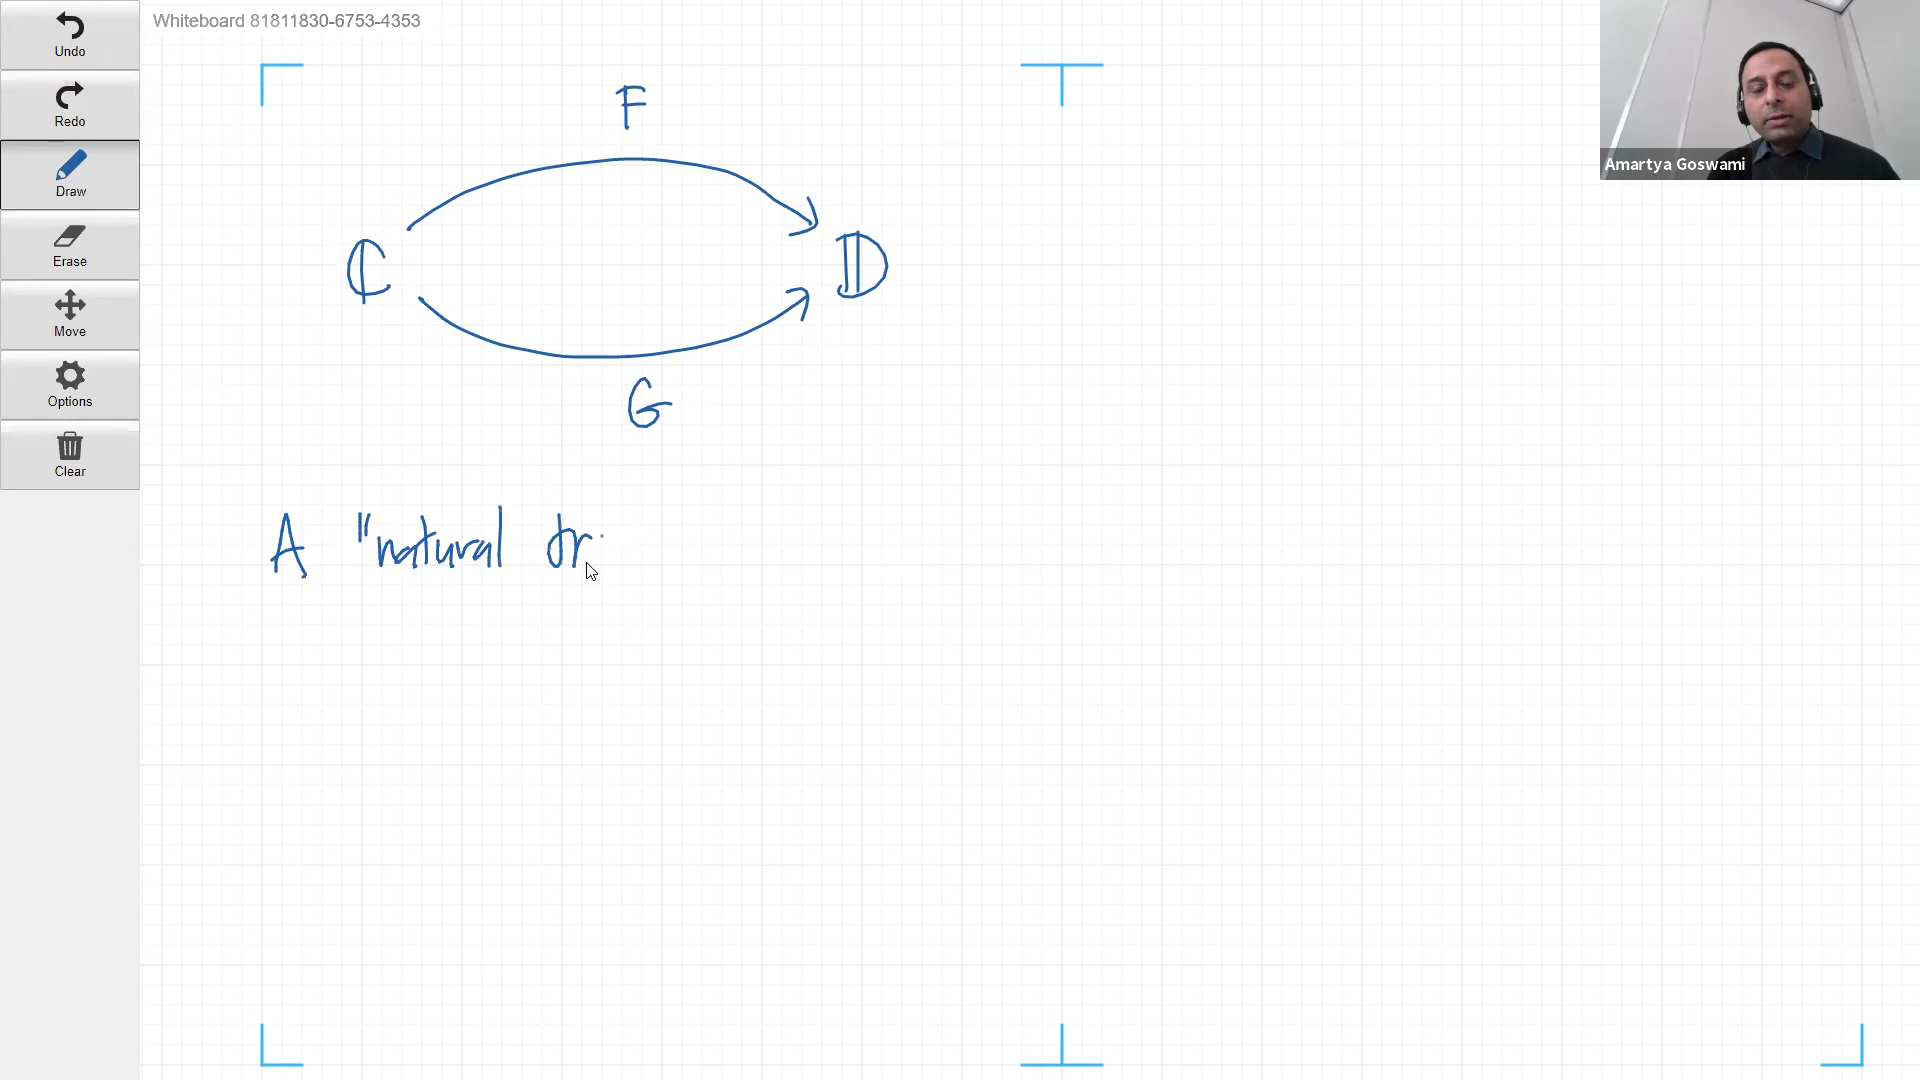 Whiteboard 81811830-6753-4353
Undo
Redo
Draw
Erase
Move
Options
Clear
F
ℂ 𝔻
G
A "natural tr
Amartya Goswami